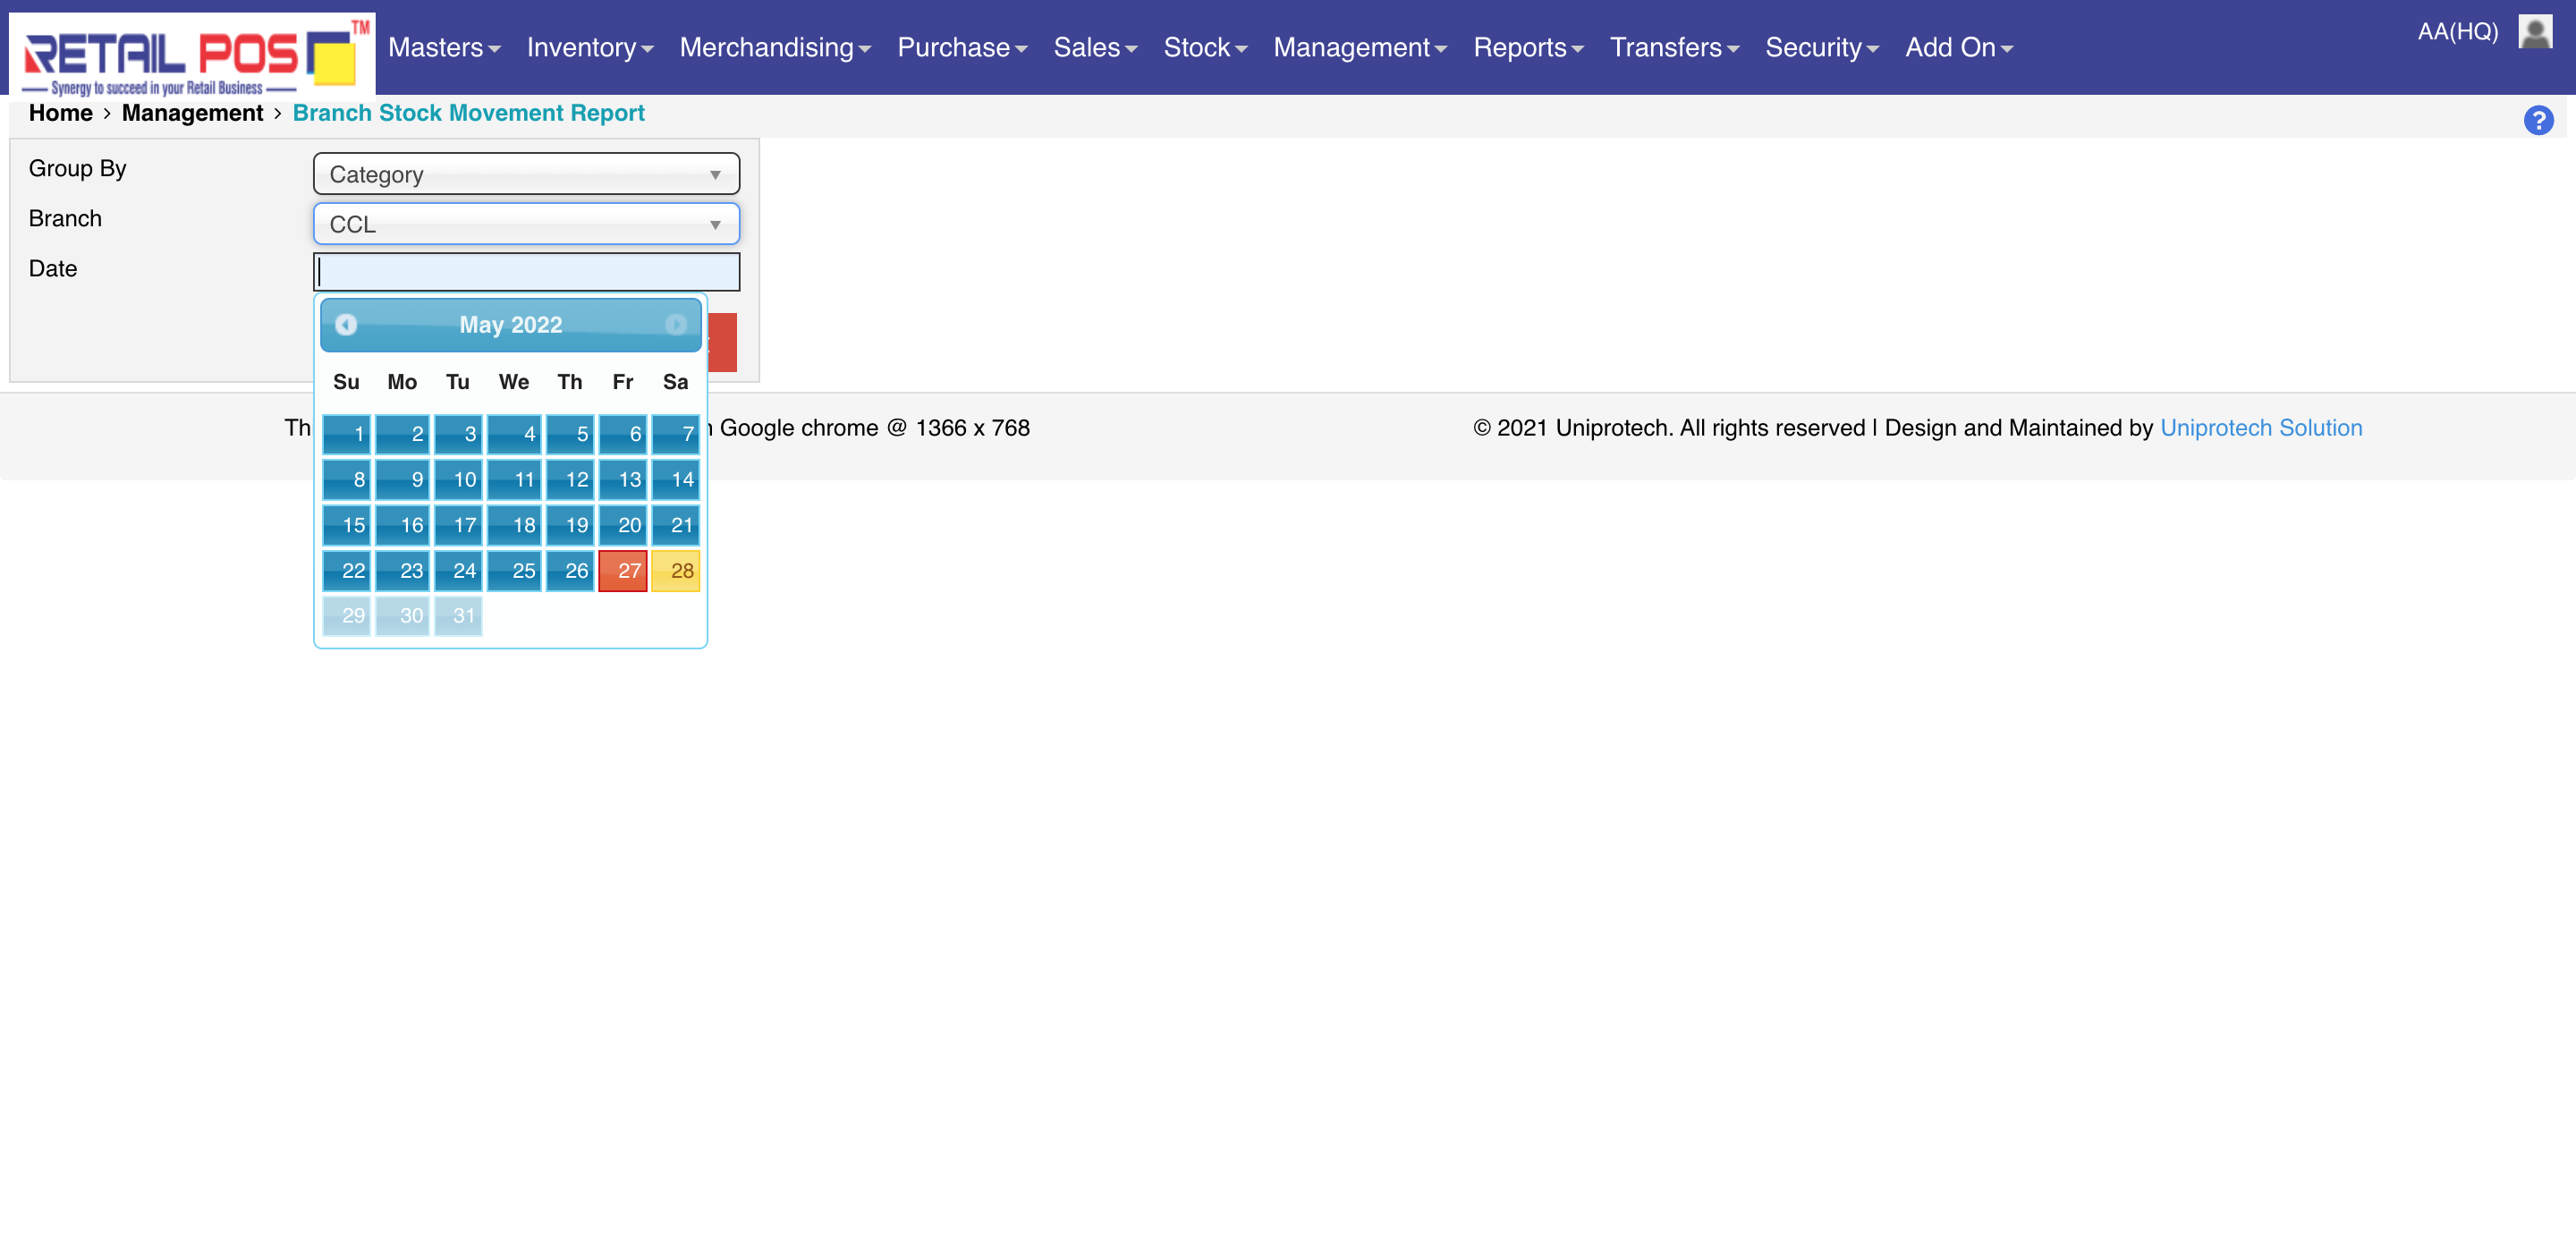 RETAIL POS TM
Synergy to succeed in your Retail Business
Masters Inventory Merchandising Purchase Sales Stock Management Reports Transfers Security Add On
AA(HQ)
Home > Management > Branch Stock Movement Report
?
Group By Category
Branch CCL
Date
May 2022
Su Mo Tu We Th Fr Sa
1 2 3 4 5 6 7
8 9 10 11 12 13 14
15 16 17 18 19 20 21
22 23 24 25 26 27 28
29 30 31
Th
Google chrome @ 1366 x 768
© 2021 Uniprotech. All rights reserved | Design and Maintained by Uniprotech Solution